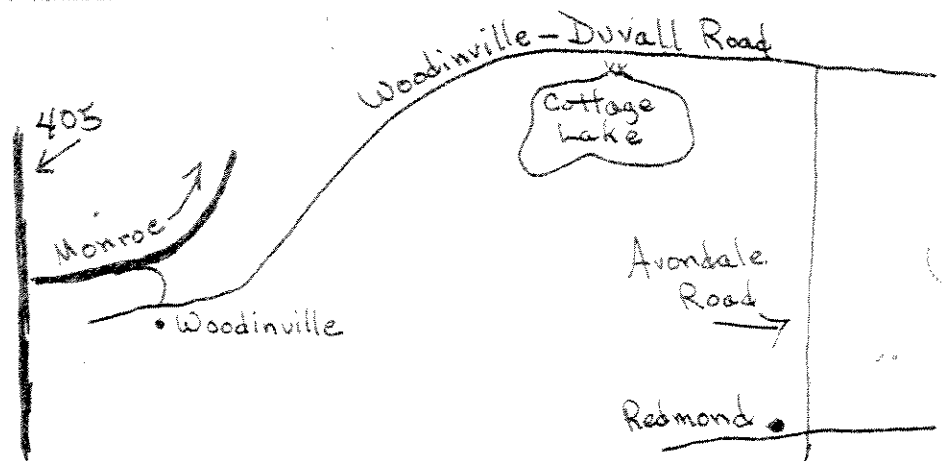 Woodinville - Duvall Road
405
Cottage
Lake
Monroe
Avondale
Road
Woodinville
Redmond